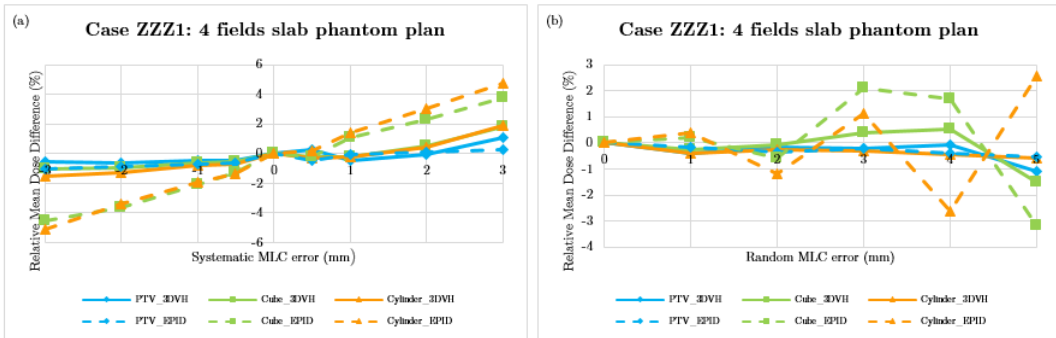 (a)
Case ZZZ1: 4 fields slab phantom plan
Relative Mean Dose Difference (%)
6
4
2
0
-2
-4
-6
-3 -2 -1 0 1 2 3
Systematic MLC error (mm)
PTV_3DVH Cube_3DVH Cylinder_3DVH
PTV_EPID Cube_EPID Cylinder_EPID
(b)
Case ZZZ1: 4 fields slab phantom plan
Relative Mean Dose Difference (%)
3
2
1
0
-1
-2
-3
-4
0 1 2 3 4 5
Random MLC error (mm)
PTV_3DVH Cube_3DVH Cylinder_3DVH
PTV_EPID Cube_EPID Cylinder_EPID